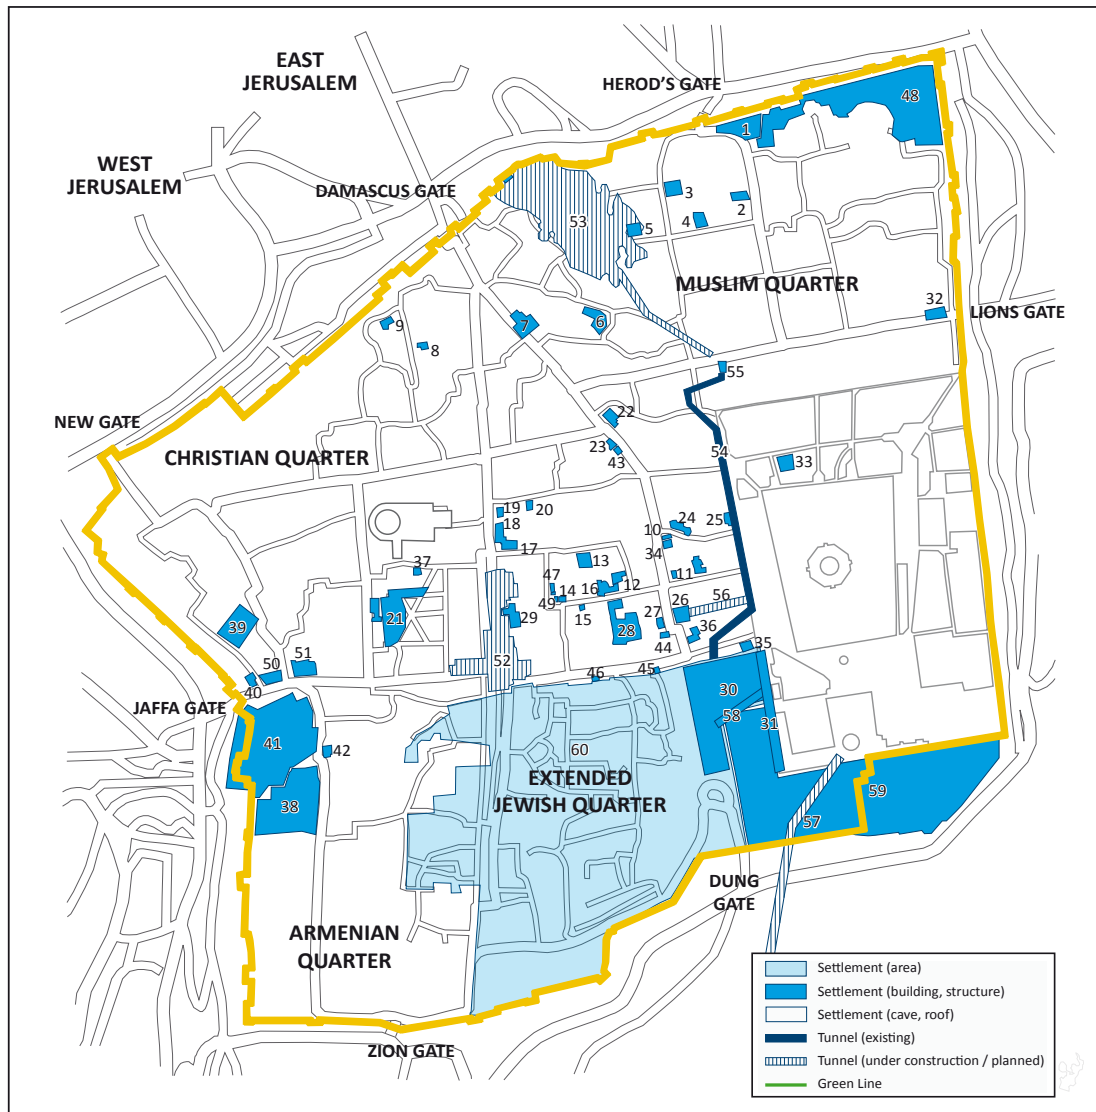 EAST
JERUSALEM
HEROD'S GATE
48
1
WEST
JERUSALEM
DAMASCUS GATE
3
2
4
53
5
MUSLIM QUARTER
32
LIONS GATE
9
7
6
8
55
NEW GATE
22
CHRISTIAN QUARTER
23
43
54
33
19
20
18
24
25
10
17
34
37
13
47
11
16
12
14
56
49
26
21
15
27
39
29
28
36
44
35
51
52
50
46
45
40
30
JAFFA GATE
58
31
41
42
60
EXTENDED
JEWISH QUARTER
59
38
57
DUNG
GATE
ARMENIAN
QUARTER
ZION GATE
Settlement (area)
Settlement (building, structure)
Settlement (cave, roof)
Tunnel (existing)
Tunnel (under construction / planned)
Green Line